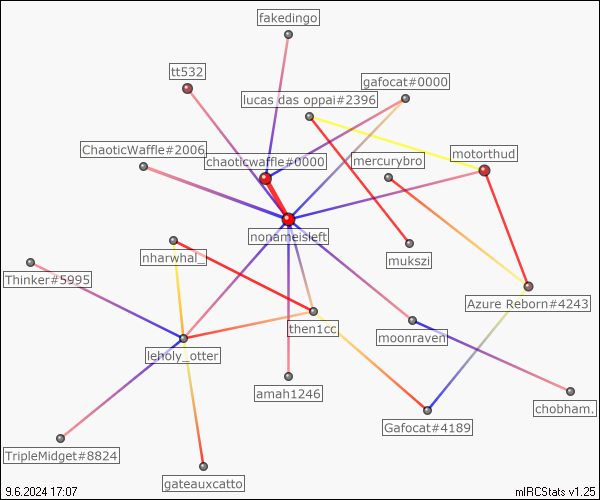 fakedingo
tt532
gafocat#0000
lucas das oppai#2396
ChaoticWaffle#2006
chaoticwaffle#0000
mercurybro
motorthud
nonameisleft
nharwhal_
mukszi
Thinker#5995
Azure Reborn#4243
then1cc
moonraven
leholy_otter
amah1246
chobham.
Gafocat#4189
TripleMidget#8824
gateauxcatto
9.6.2024 17:07
mIRCStats v1.25